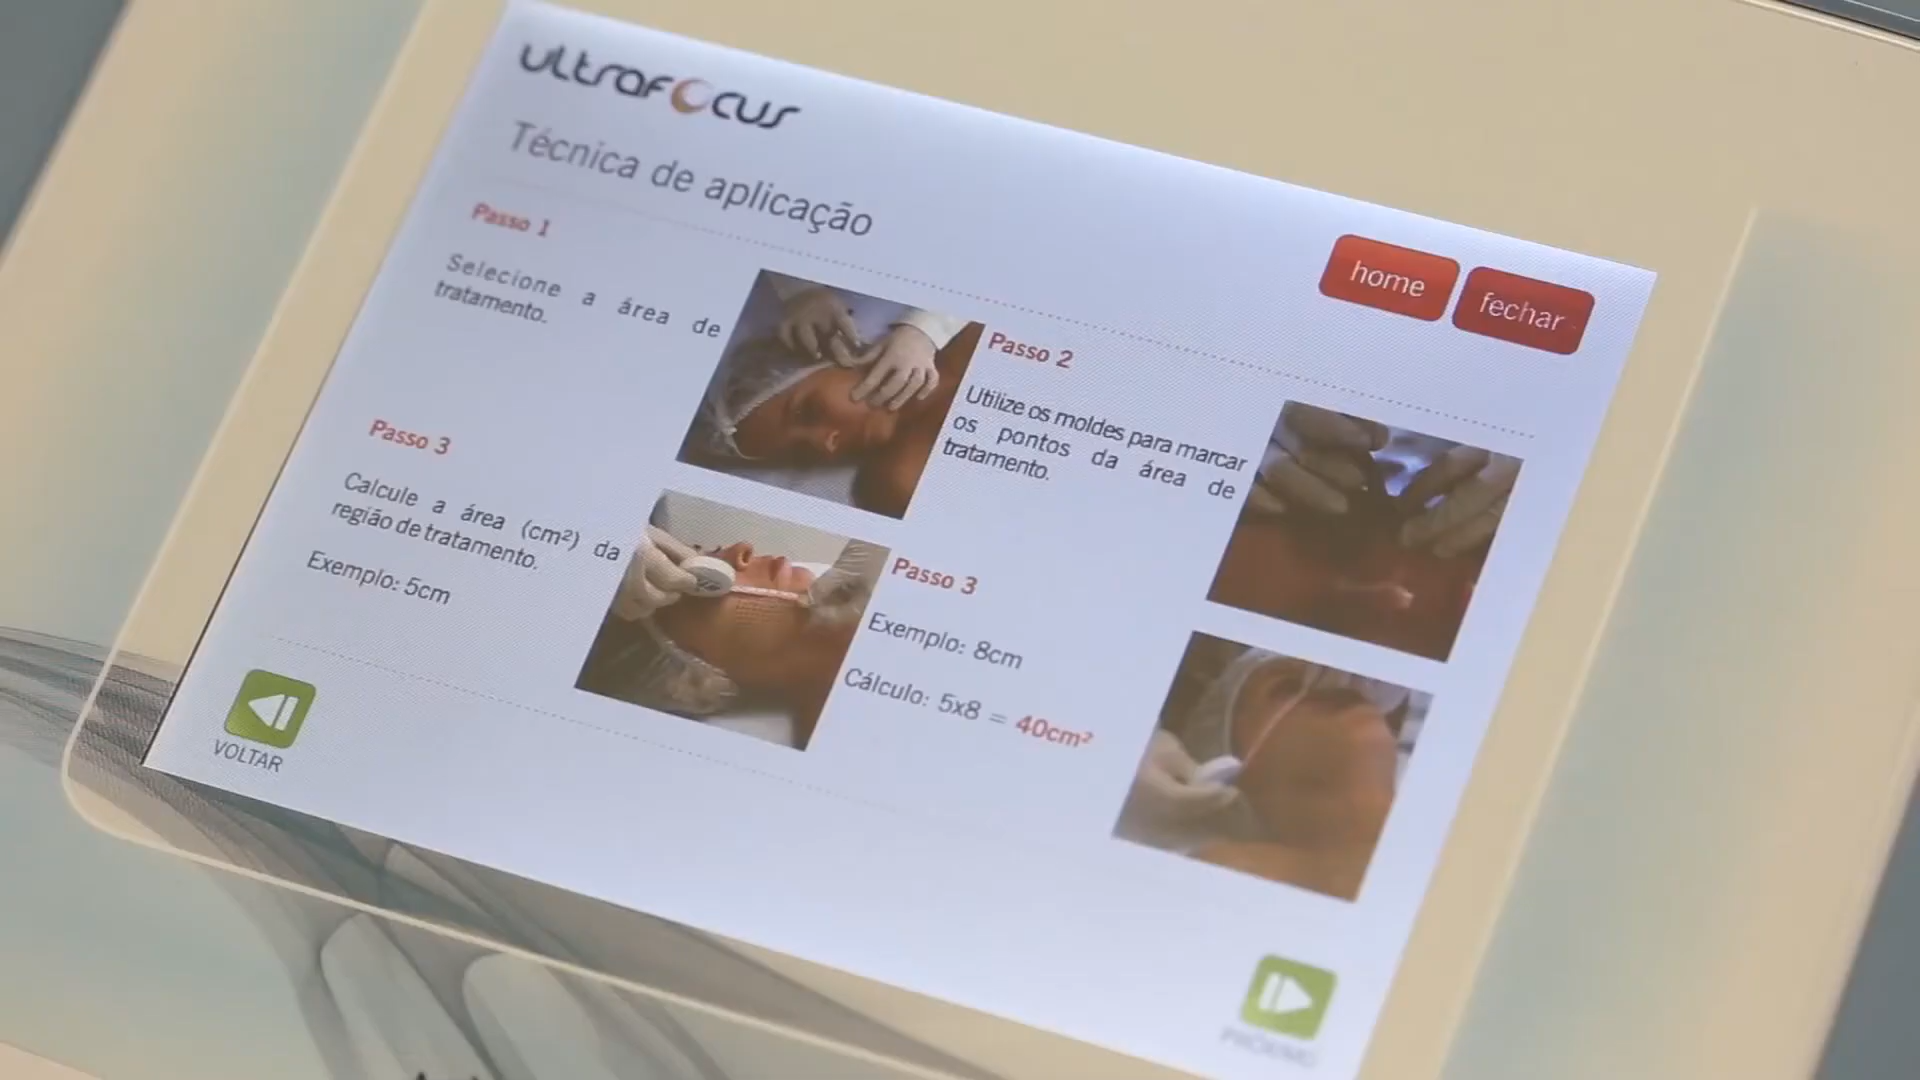 ultrafocus
Técnica de aplicação
home
fechar
Passo 1
Selecione a área de
tratamento.
Passo 2
Utilize os moldes para marcar
os pontos da área de
tratamento.
Passo 3
Calcule a área (cm²) da
região de tratamento.
Exemplo: 5cm
Passo 3
Exemplo: 8cm
Cálculo: 5x8 = 40cm²
VOLTAR
PRÓXIMO